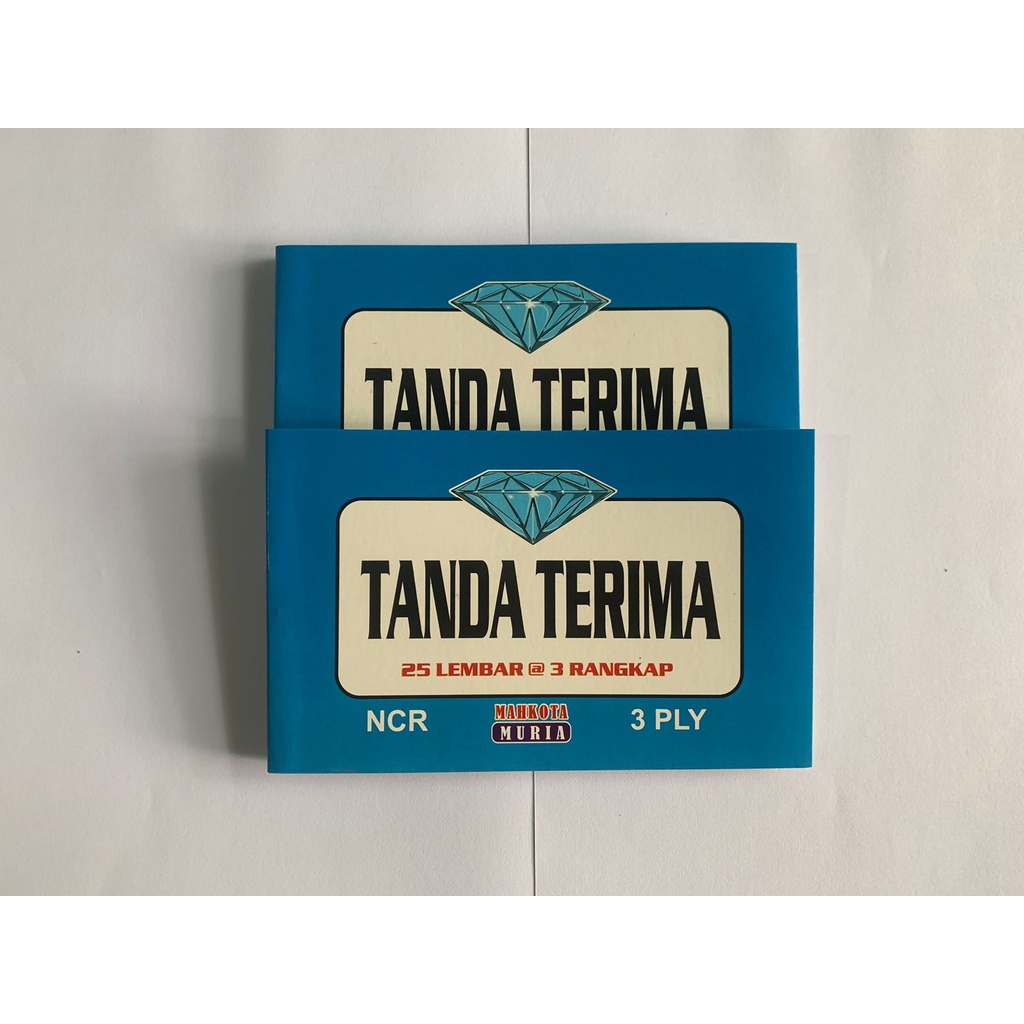 TANDA TERIMA
TANDA TERIMA
25 LEMBAR @ 3 RANGKAP
NCR
MAHKOTA
MURIA
3 PLY